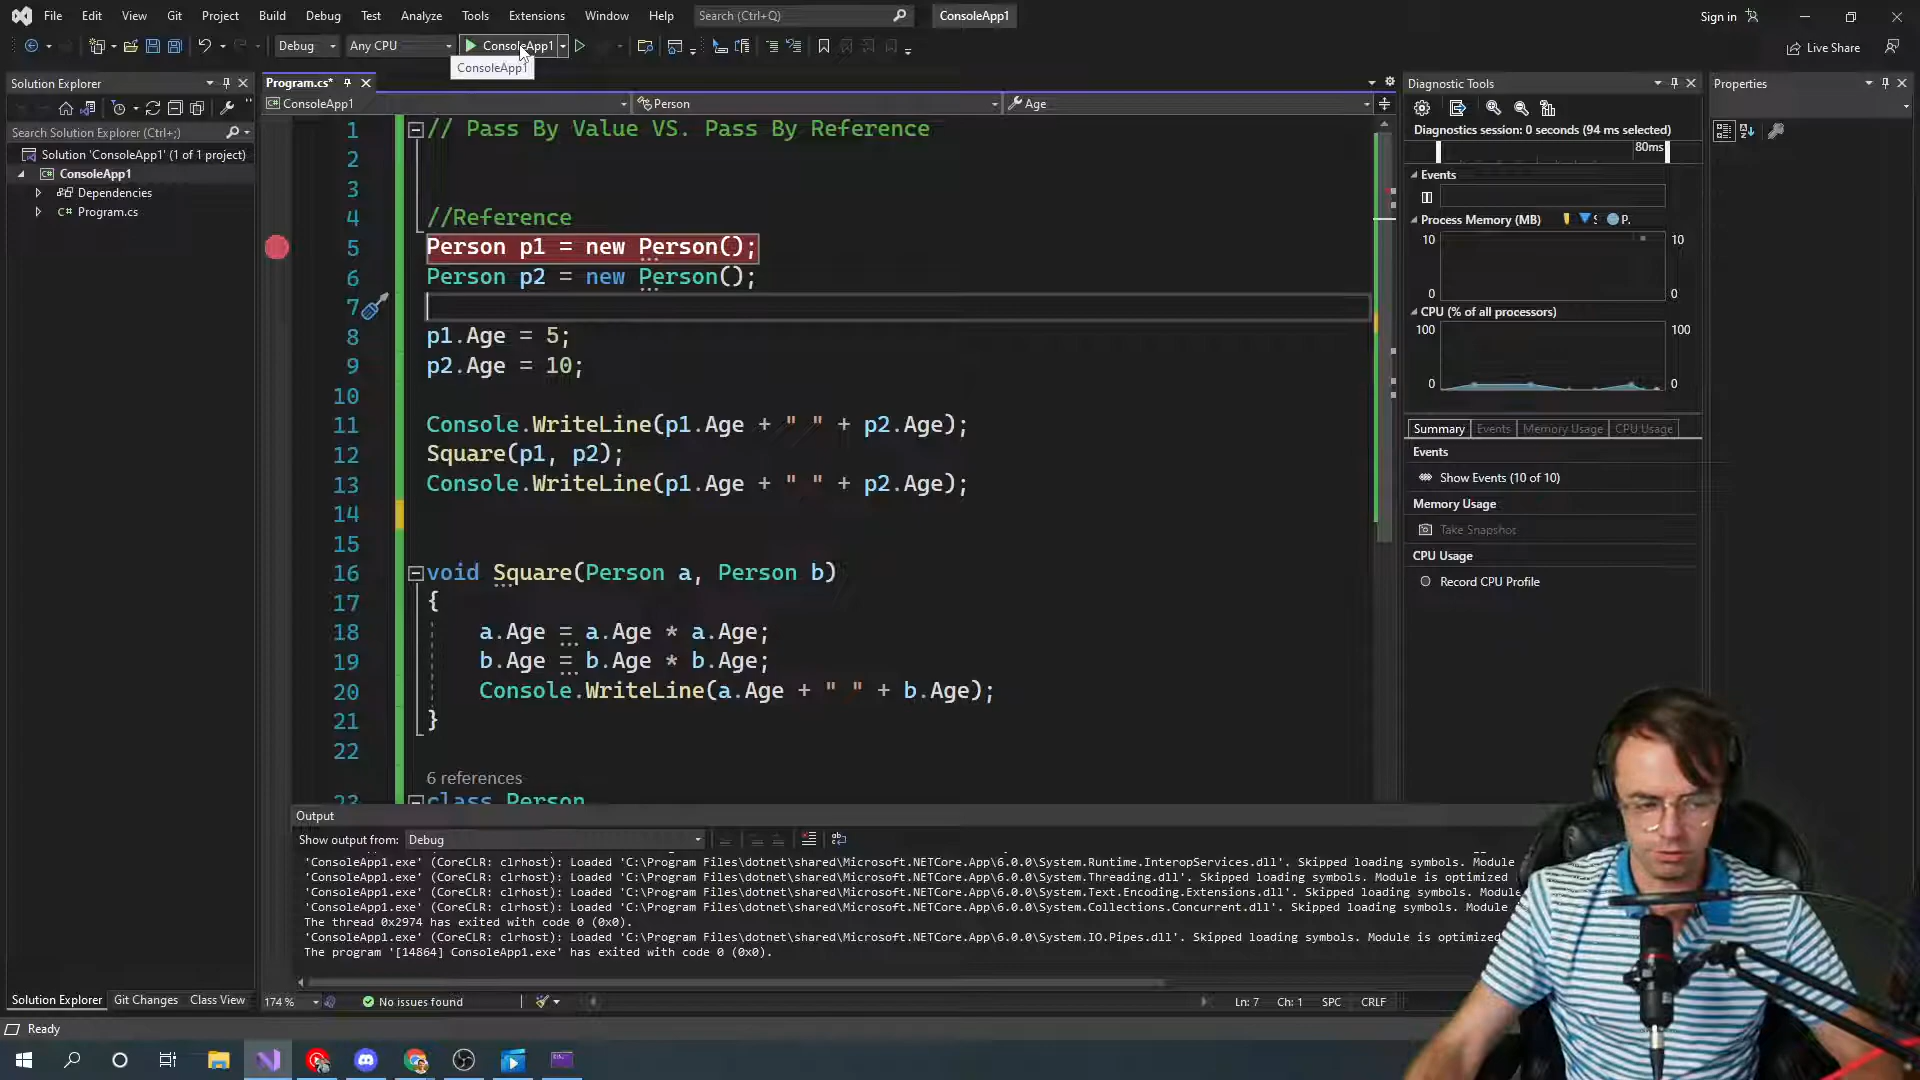 File Edit View Git Project Build Debug Test Analyze Tools Extensions Window Help Search (Ctrl+Q) ConsoleApp1 Sign in
Debug Any CPU ConsoleApp1 Live Share
ConsoleApp1
Solution Explorer
Search Solution Explorer (Ctrl+;)
Solution 'ConsoleApp1' (1 of 1 project)
ConsoleApp1
Dependencies
C# Program.cs
Program.cs*
C# ConsoleApp1 Person Age
1 // Pass By Value VS. Pass By Reference
2
3
4 //Reference
5 Person p1 = new Person();
6 Person p2 = new Person();
7
8 p1.Age = 5;
9 p2.Age = 10;
10
11 Console.WriteLine(p1.Age + " " + p2.Age);
12 Square(p1, p2);
13 Console.WriteLine(p1.Age + " " + p2.Age);
14
15
16 void Square(Person a, Person b)
17 {
18 a.Age = a.Age * a.Age;
19 b.Age = b.Age * b.Age;
20 Console.WriteLine(a.Age + " " + b.Age);
21 }
22
6 references
23 class Person
Diagnostic Tools
Diagnostics session: 0 seconds (94 ms selected)
80ms
Events
Process Memory (MB) P.
10 10
0 0
CPU (% of all processors)
100 100
0 0
Summary Events Memory Usage CPU Usage
Events
Show Events (10 of 10)
Memory Usage
Take Snapshot
CPU Usage
Record CPU Profile
Properties
Output
Show output from: Debug
'ConsoleApp1.exe' (CoreCLR: clrhost): Loaded 'C:\Program Files\dotnet\shared\Microsoft.NETCore.App\6.0.0\System.Runtime.InteropServices.dll'. Skipped loading symbols. Module
'ConsoleApp1.exe' (CoreCLR: clrhost): Loaded 'C:\Program Files\dotnet\shared\Microsoft.NETCore.App\6.0.0\System.Threading.dll'. Skipped loading symbols. Module is optimized
'ConsoleApp1.exe' (CoreCLR: clrhost): Loaded 'C:\Program Files\dotnet\shared\Microsoft.NETCore.App\6.0.0\System.Text.Encoding.Extensions.dll'. Skipped loading symbols.
'ConsoleApp1.exe' (CoreCLR: clrhost): Loaded 'C:\Program Files\dotnet\shared\Microsoft.NETCore.App\6.0.0\System.Collections.Concurrent.dll'. Skipped loading symbols.
The thread 0x2974 has exited with code 0 (0x0).
'ConsoleApp1.exe' (CoreCLR: clrhost): Loaded 'C:\Program Files\dotnet\shared\Microsoft.NETCore.App\6.0.0\System.IO.Pipes.dll'. Skipped loading symbols. Module is optimized
The program '[14864] ConsoleApp1.exe' has exited with code 0 (0x0).
Solution Explorer Git Changes Class View
174 % No issues found Ln: 7 Ch: 1 SPC CRLF
Ready